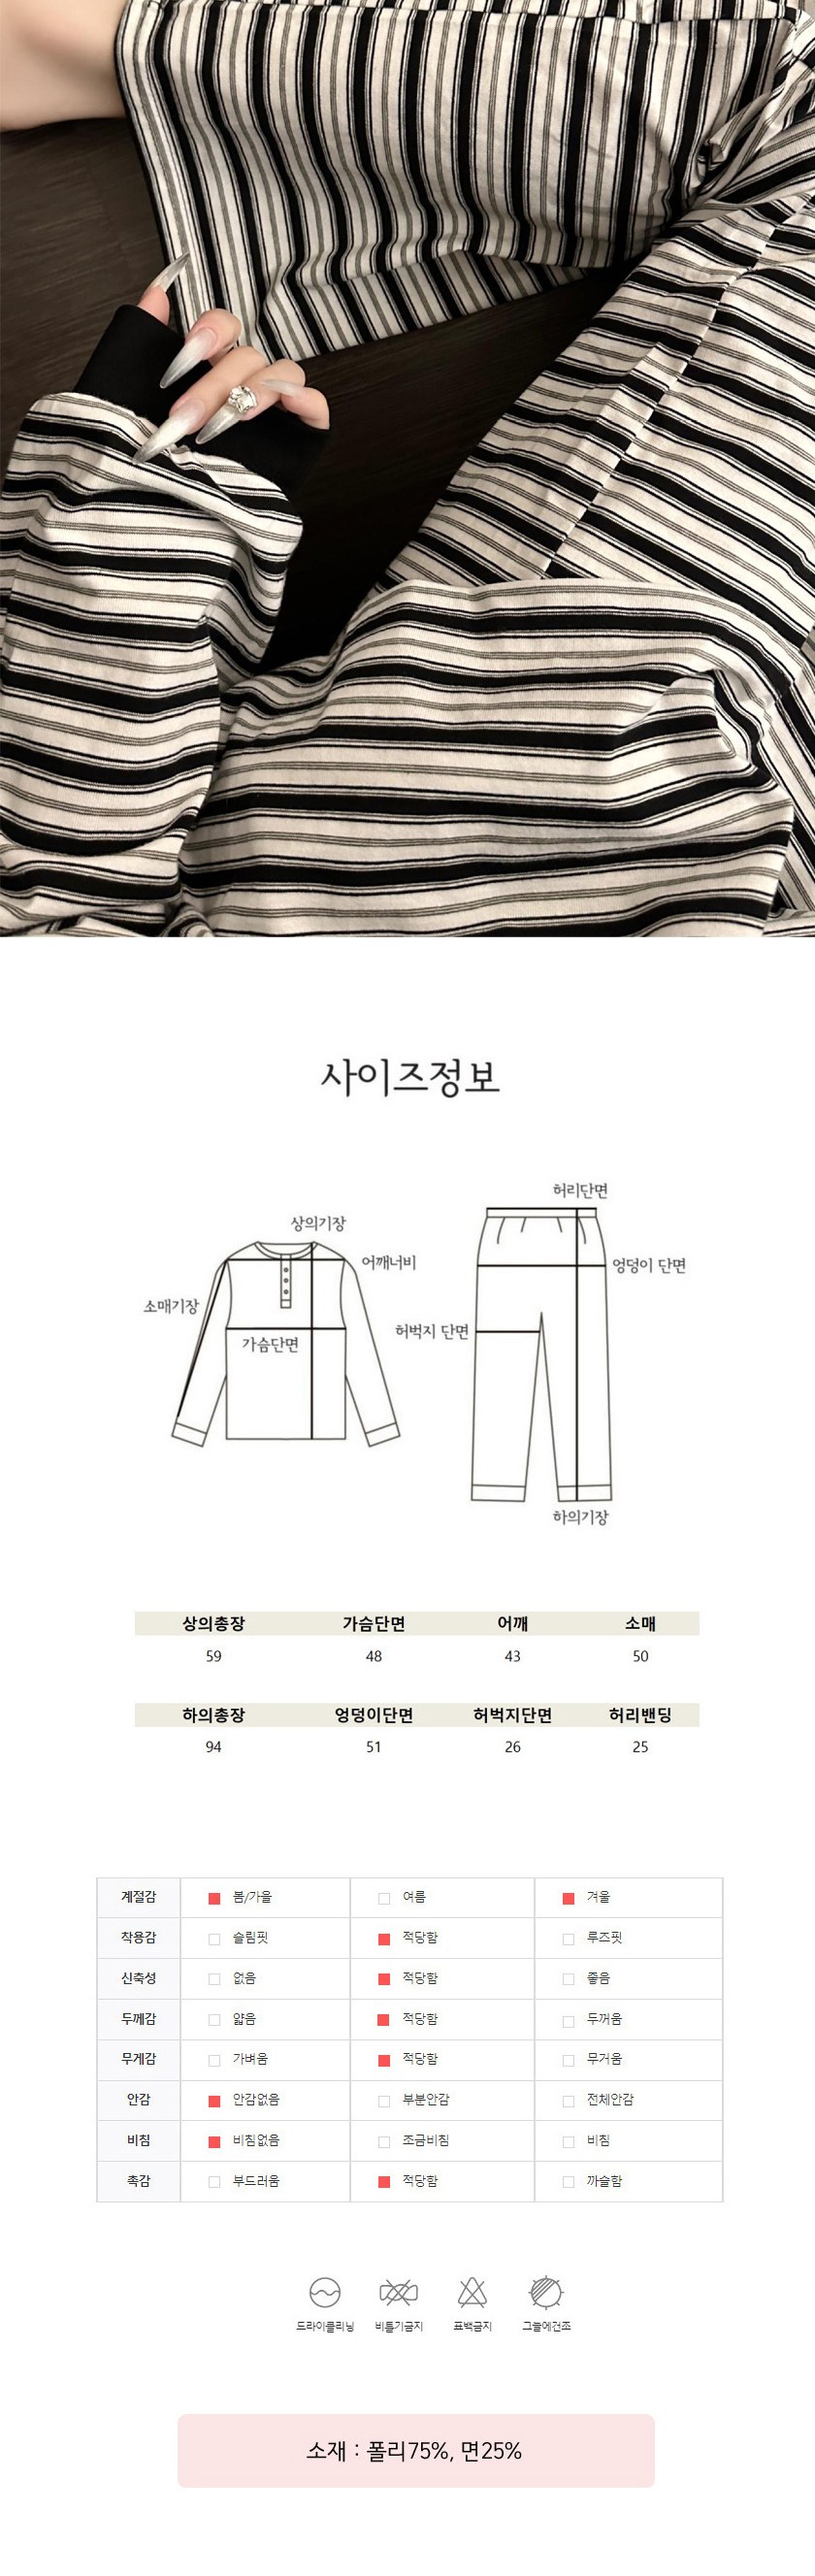 사이즈정보
허리단면
상의기장
어깨너비
엉덩이 단면
소매기장
허벅지 단면
가슴단면
하의기장
상의총장 가슴단면 어깨 소매
59 48 43 50
하의총장 엉덩이단면 허벅지단면 허리밴딩
94 51 26 25
계절감 봄/가을 여름 겨울
착용감 슬림핏 적당함 루즈핏
신축성 없음 적당함 좋음
두께감 얇음 적당함 두꺼움
무게감 가벼움 적당함 무거움
안감 안감없음 부분안감 전체안감
비침 비침없음 조금비침 비침
촉감 부드러움 적당함 까슬함
드라이클리닝 비틀기금지 표백금지 그늘에건조
소재 : 폴리75%, 면25%